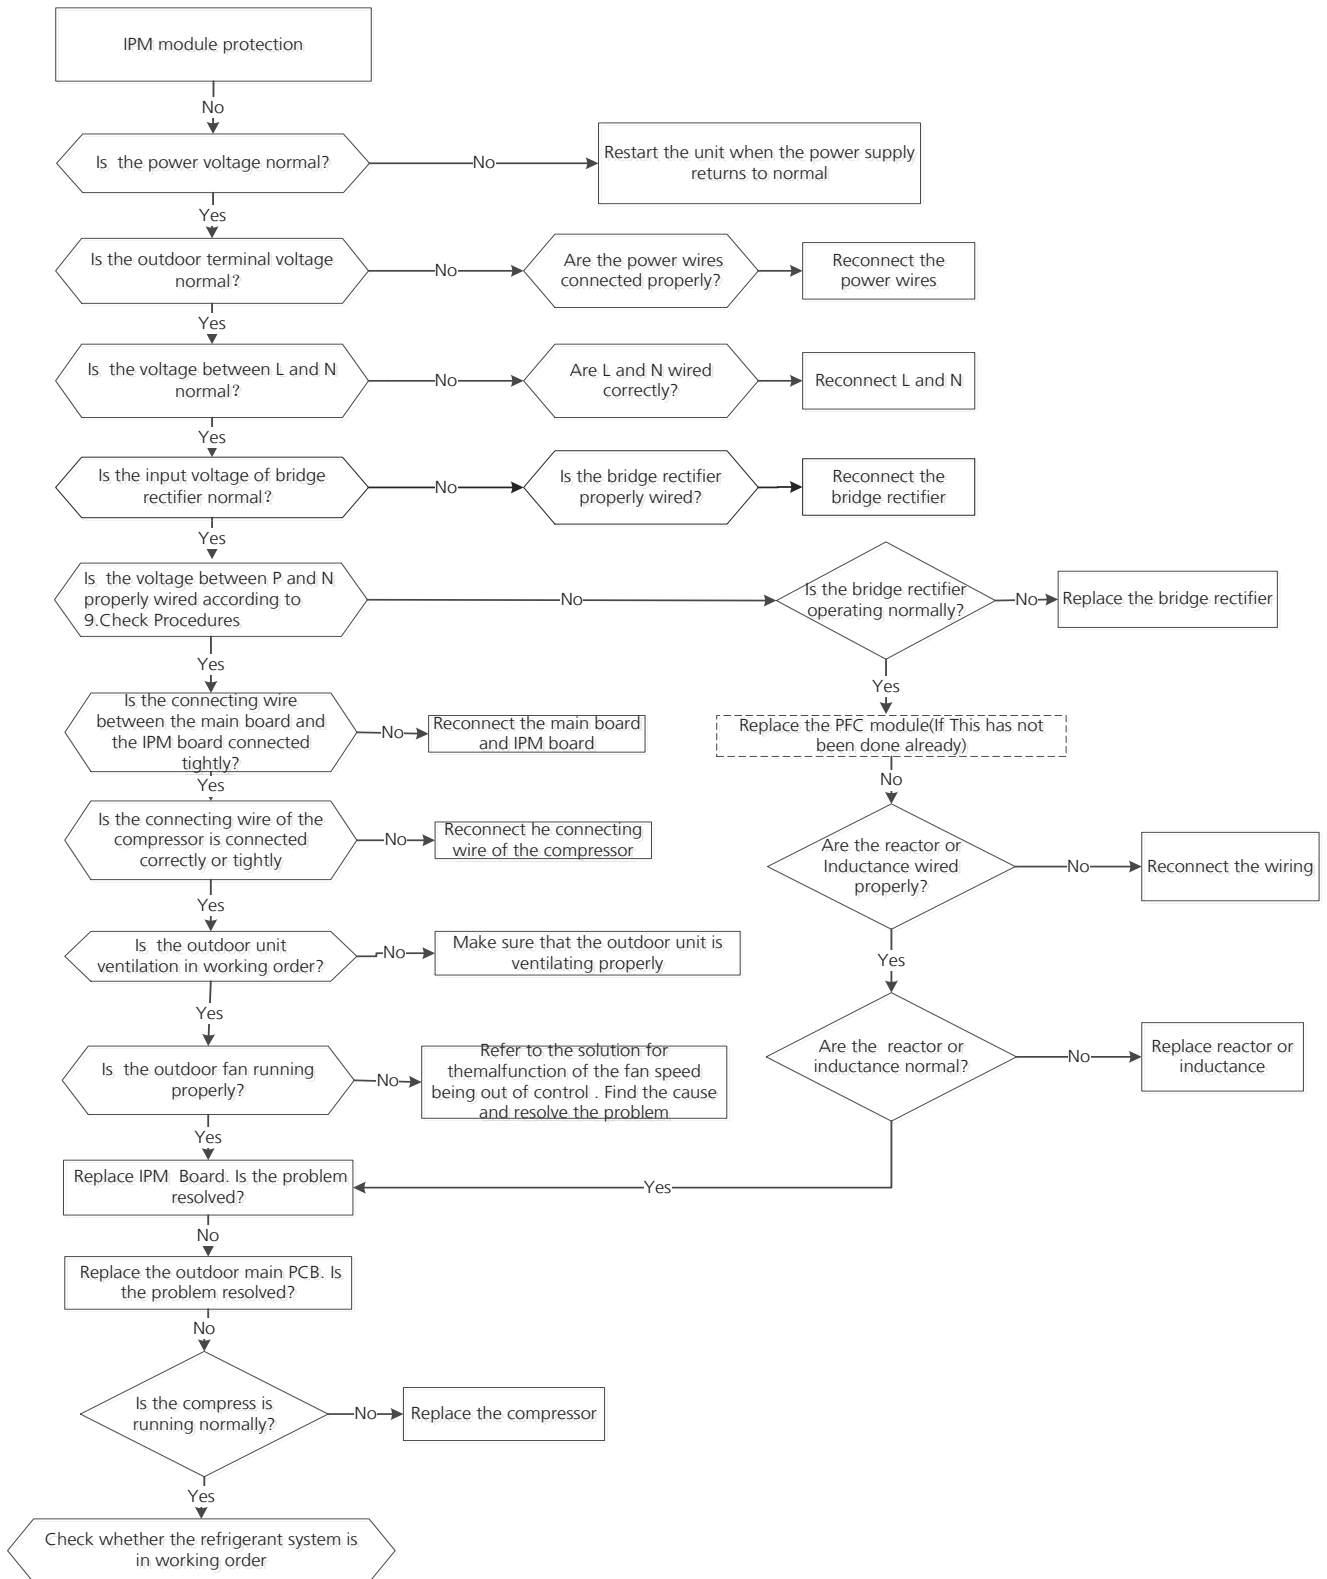 IPM module protection
No
Is the power voltage normal?
No
Restart the unit when the power supply
returns to normal
Yes
Is the outdoor terminal voltage
normal?
No
Are the power wires
connected properly?
Reconnect the
power wires
Yes
Is the voltage between L and N
normal?
No
Are L and N wired
correctly?
Reconnect L and N
Yes
Is the input voltage of bridge
rectifier normal?
No
Is the bridge rectifier
properly wired?
Reconnect the
bridge rectifier
Yes
Is the voltage between P and N
properly wired according to
9.Check Procedures
No
Is the bridge rectifier
operating normally?
No
Replace the bridge rectifier
Yes
Yes
Is the connecting wire
between the main board and
the IPM board connected
tightly?
No
Reconnect the main board
and IPM board
Replace the PFC module(If This has not
been done already)
Yes
No
Is the connecting wire of the
compressor is connected
correctly or tightly
No
Reconnect he connecting
wire of the compressor
Are the reactor or
Inductance wired
properly?
No
Reconnect the wiring
Yes
Is the outdoor unit
ventilation in working order?
No
Make sure that the outdoor unit is
ventilating properly
Yes
Yes
Is the outdoor fan running
properly?
No
Refer to the solution for
themalfunction of the fan speed
being out of control . Find the cause
and resolve the problem
Are the reactor or
inductance normal?
No
Replace reactor or
inductance
Yes
Replace IPM Board. Is the problem
resolved?
Yes
No
Replace the outdoor main PCB. Is
the problem resolved?
No
Is the compress is
running normally?
No
Replace the compressor
Yes
Check whether the refrigerant system is
in working order